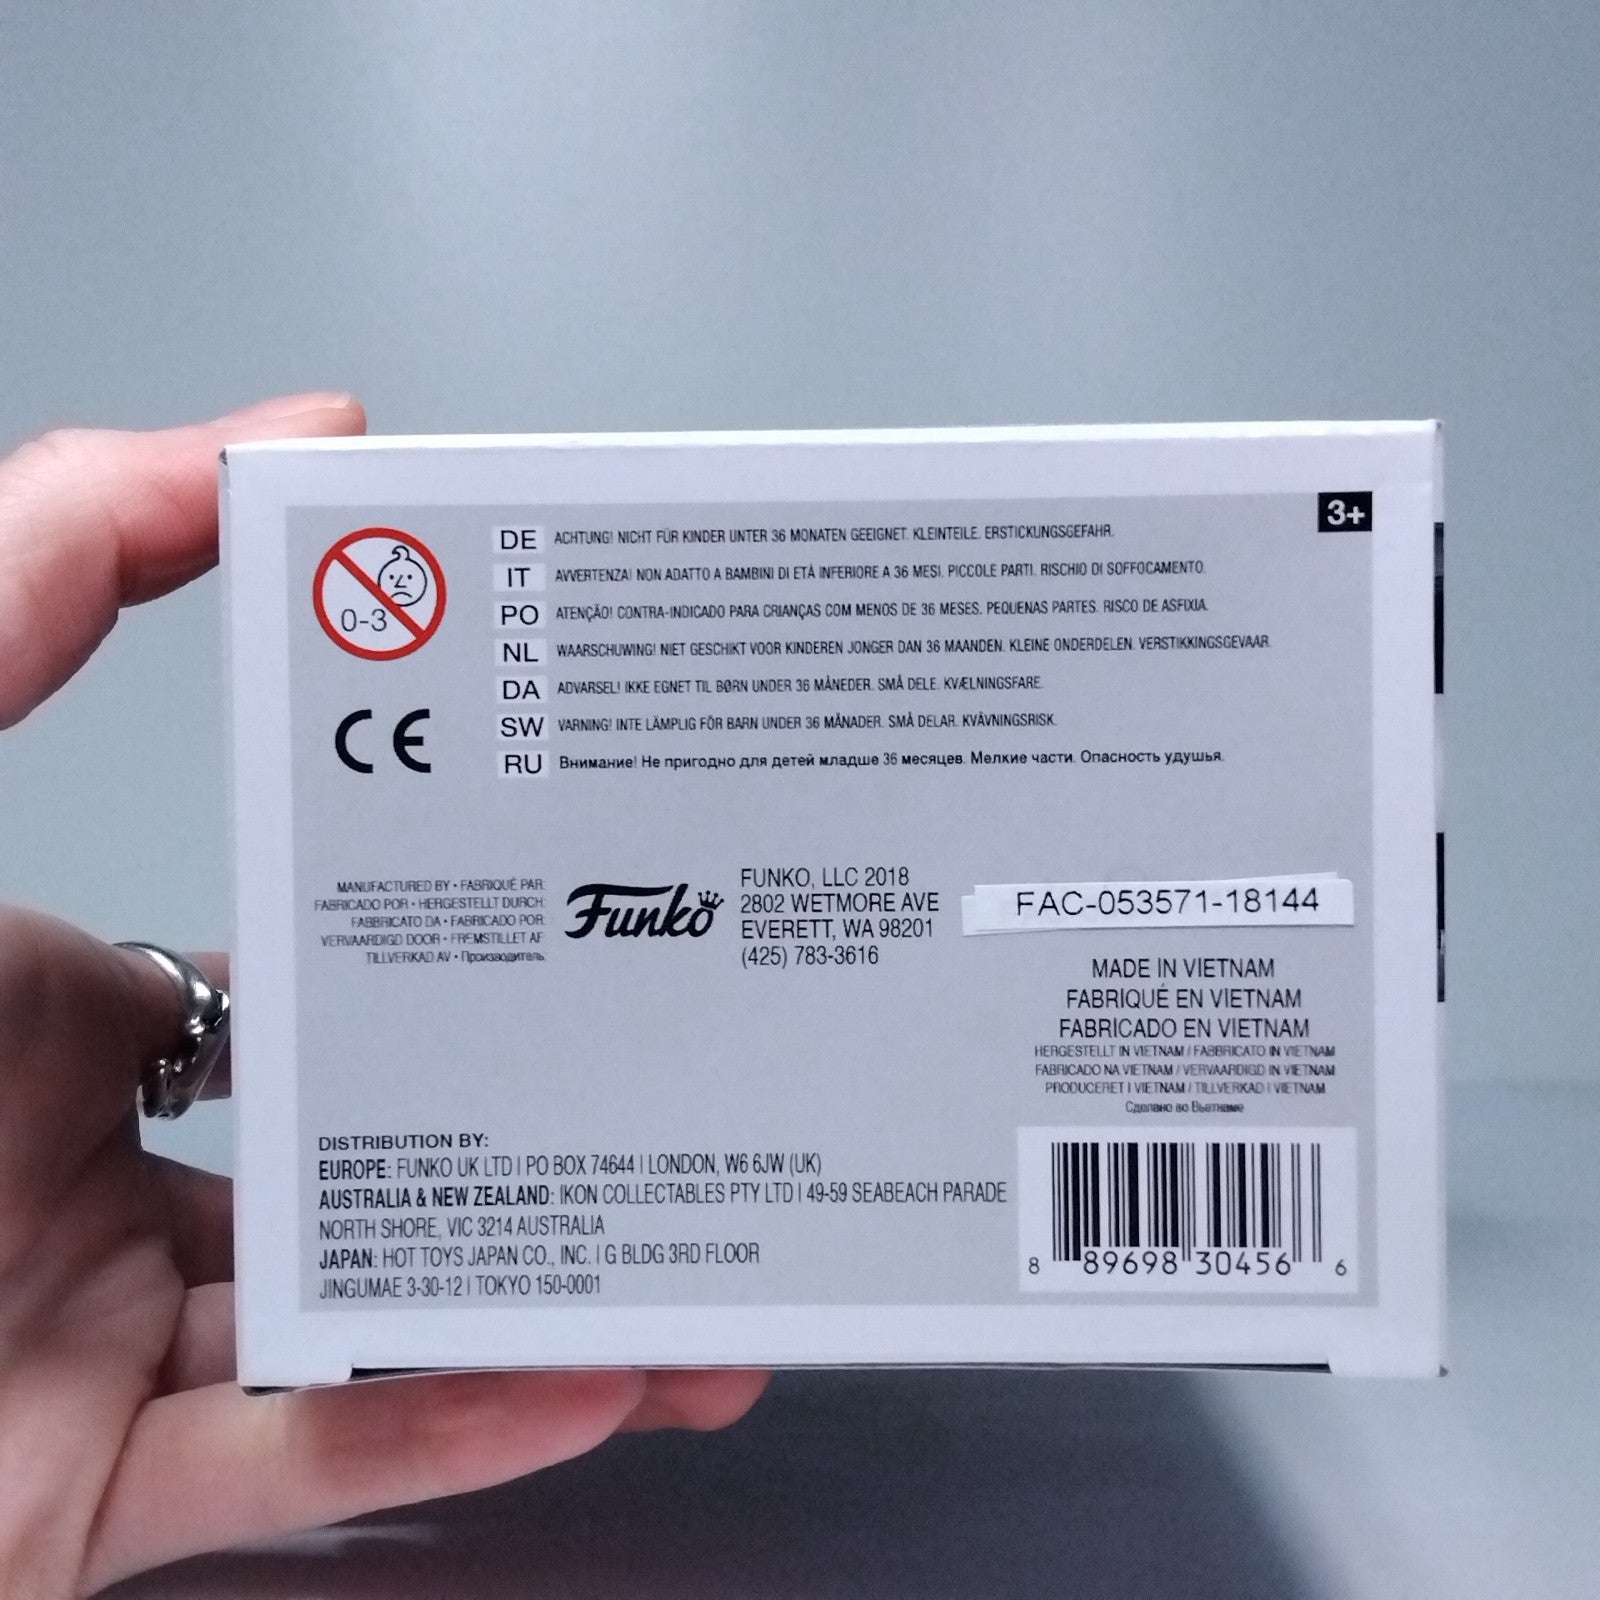 3+
0-3
DE ACHTUNG! NICHT FÜR KINDER UNTER 36 MONATEN GEEIGNET. KLEINTEILE. ERSTICKUNGSGEFAHR.
IT AVVERTENZA! NON ADATTO A BAMBINI DI ETÀ INFERIORE A 36 MESI. PICCOLE PARTI. RISCHIO DI SOFFOCAMENTO.
PO ATENÇÃO! CONTRA-INDICADO PARA CRIANÇAS COM MENOS DE 36 MESES. PEQUENAS PARTES. RISCO DE ASFIXIA.
NL WAARSCHUWING! NIET GESCHIKT VOOR KINDEREN JONGER DAN 36 MAANDEN. KLEINE ONDERDELEN. VERSTIKKINGSGEVAAR.
DA ADVARSEL! IKKE EGNET TIL BØRN UNDER 36 MÅNEDER. SMÅ DELE. KVÆLNINGSFARE.
SW VARNING! INTE LÄMPLIG FÖR BARN UNDER 36 MÅNADER. SMÅ DELAR. KVÄVNINGSRISK.
RU Внимание! Не пригодно для детей младше 36 месяцев. Мелкие части. Опасность удушья.
CE
MANUFACTURED BY • FABRIQUÉ PAR:
FABRICADO POR • HERGESTELLT DURCH:
FABBRICATO DA • FABRICADO POR:
VERVAARDIGD DOOR • FREMSTILLET AF:
TILLVERKAD AV • Производитель:
Funko
FUNKO, LLC 2018
2802 WETMORE AVE
EVERETT, WA 98201
(425) 783-3616
FAC-053571-18144
MADE IN VIETNAM
FABRIQUÉ EN VIETNAM
FABRICADO EN VIETNAM
HERGESTELLT IN VIETNAM / FABBRICATO IN VIETNAM
FABRICADO NA VIETNAM / VERVAARDIGD IN VIETNAM
PRODUCERET I VIETNAM / TILLVERKAD I VIETNAM
Сделано во Вьетнаме
DISTRIBUTION BY:
EUROPE: FUNKO UK LTD | PO BOX 74644 | LONDON, W6 6JW (UK)
AUSTRALIA & NEW ZEALAND: IKON COLLECTABLES PTY LTD | 49-59 SEABEACH PARADE
NORTH SHORE, VIC 3214 AUSTRALIA
JAPAN: HOT TOYS JAPAN CO., INC. | G BLDG 3RD FLOOR
JINGUMAE 3-30-12 | TOKYO 150-0001
8 89698 30456 6